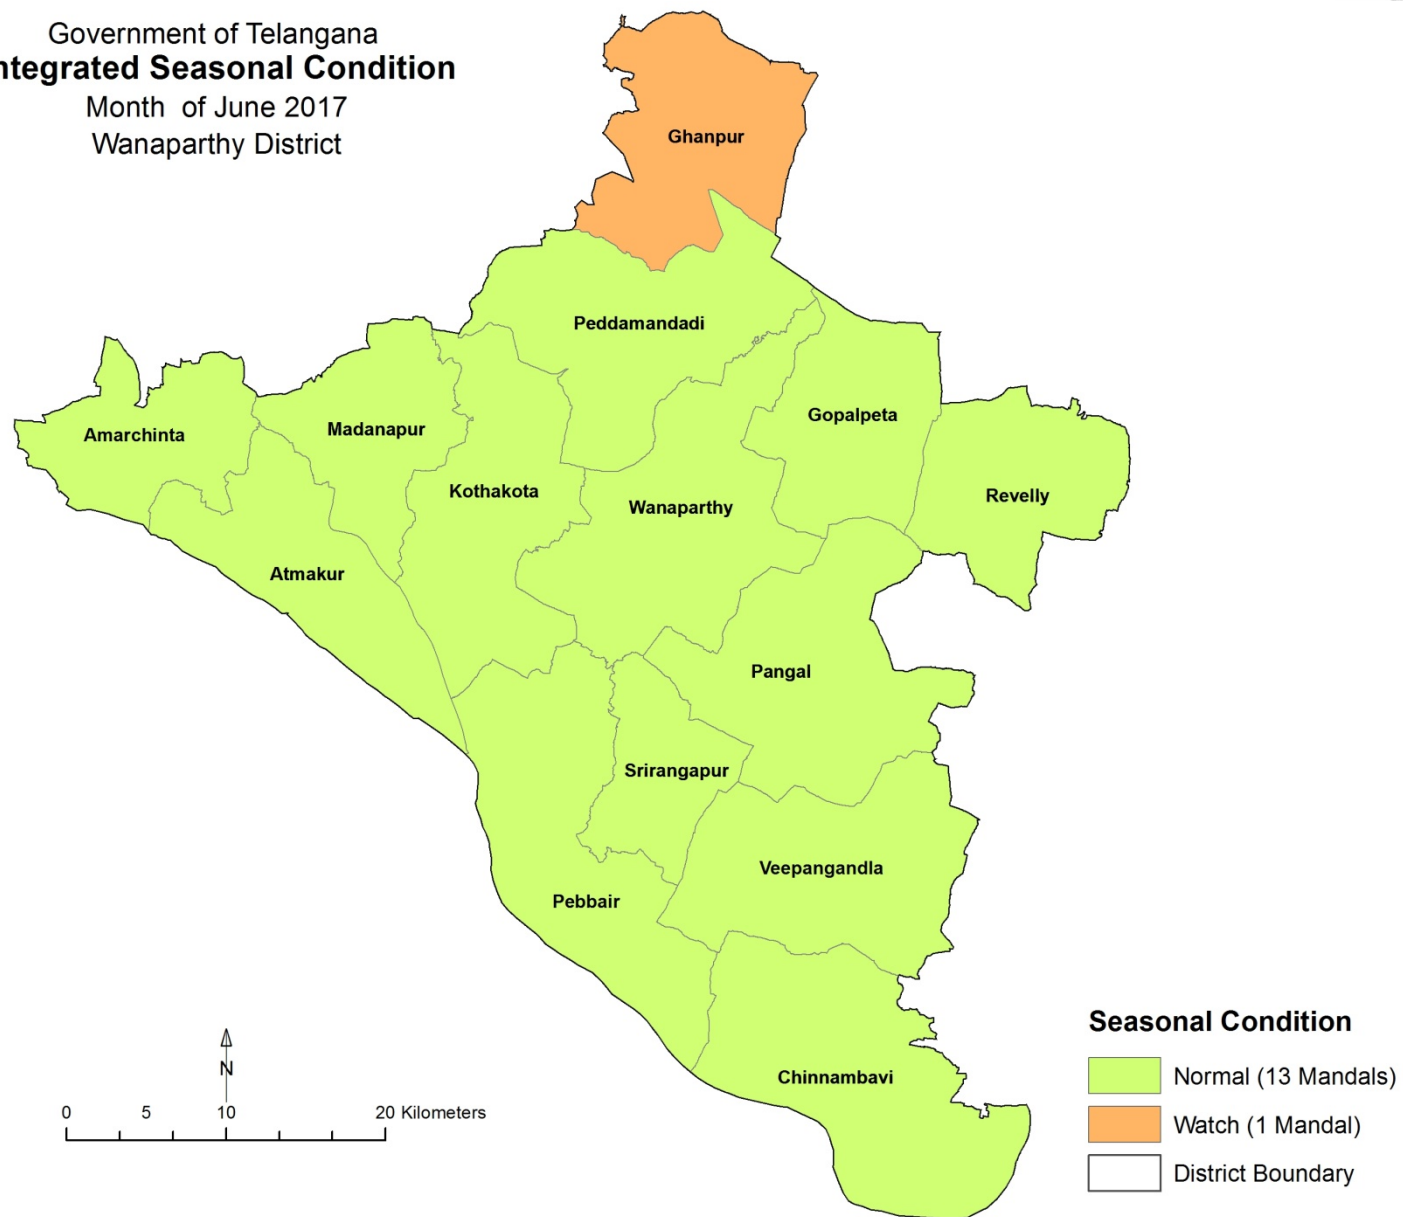 Government of Telangana
ntegrated Seasonal Condition
Month of June 2017
Wanaparthy District
Ghanpur
Peddamandadi
Gopalpeta
Amarchinta
Madanapur
Kothakota
Wanaparthy
Revelly
Atmakur
Pangal
Srirangapur
Veepangandla
Pebbair
Chinnambavi
Seasonal Condition
Normal (13 Mandals)
Watch (1 Mandal)
District Boundary
N
0 5 10 20 Kilometers